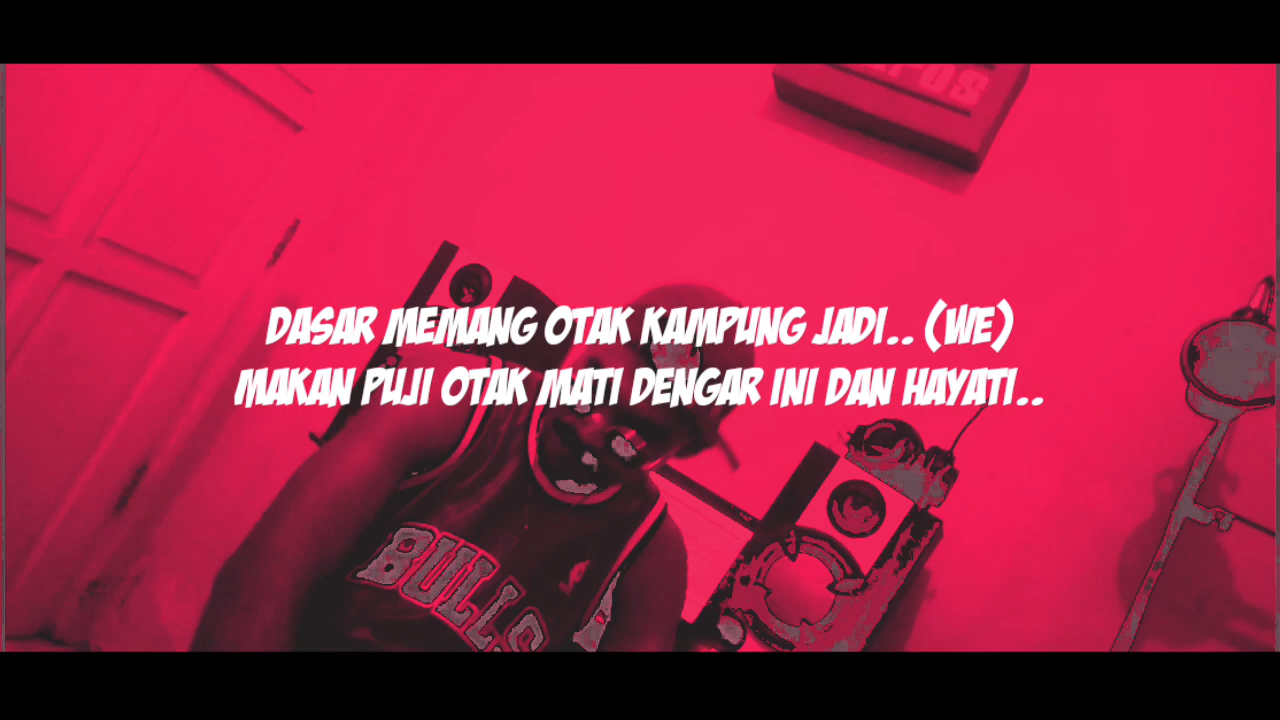 DASAR MEMANG OTAK KAMPUNG JADI.. (WE)
MAKAN PUJI OTAK MATI DENGAR INI DAN HAYATI..
BULLS